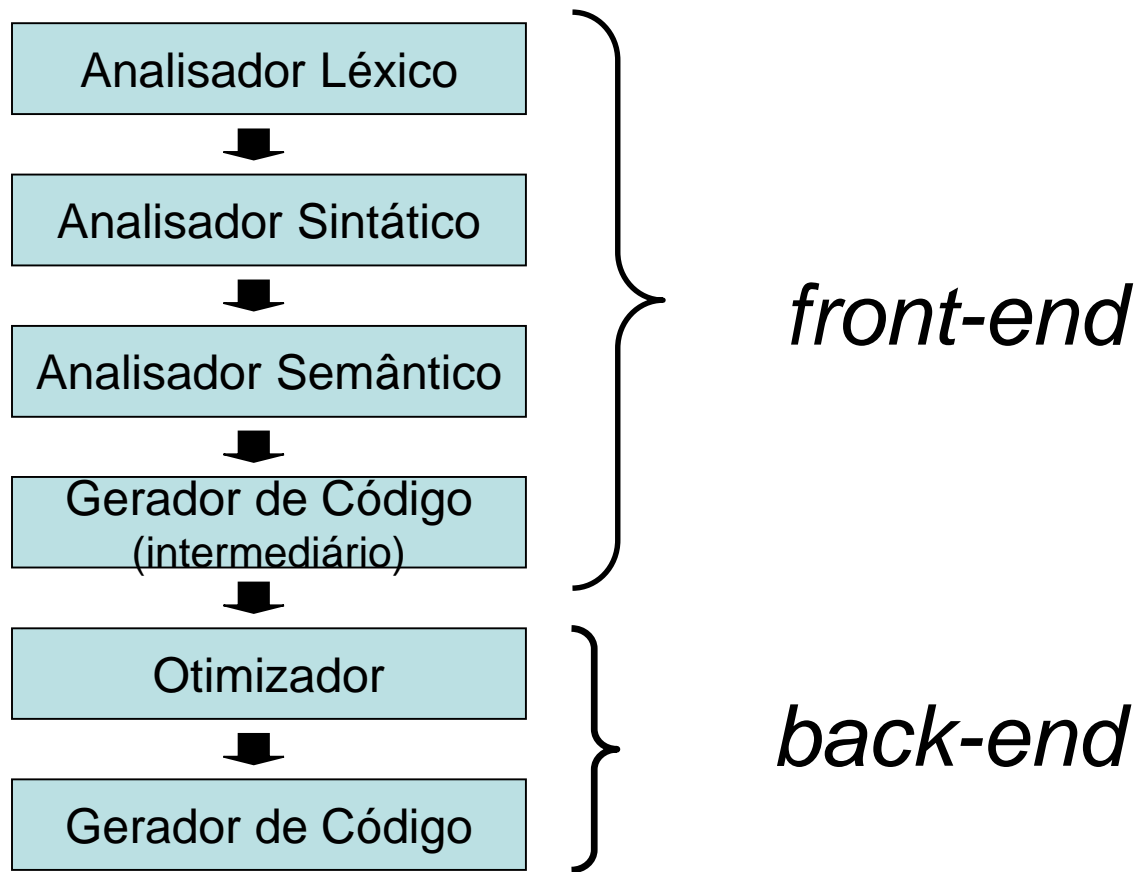 Analisador Léxico
Analisador Sintático
Analisador Semântico
Gerador de Código
(intermediário)
front-end
Otimizador
Gerador de Código
back-end